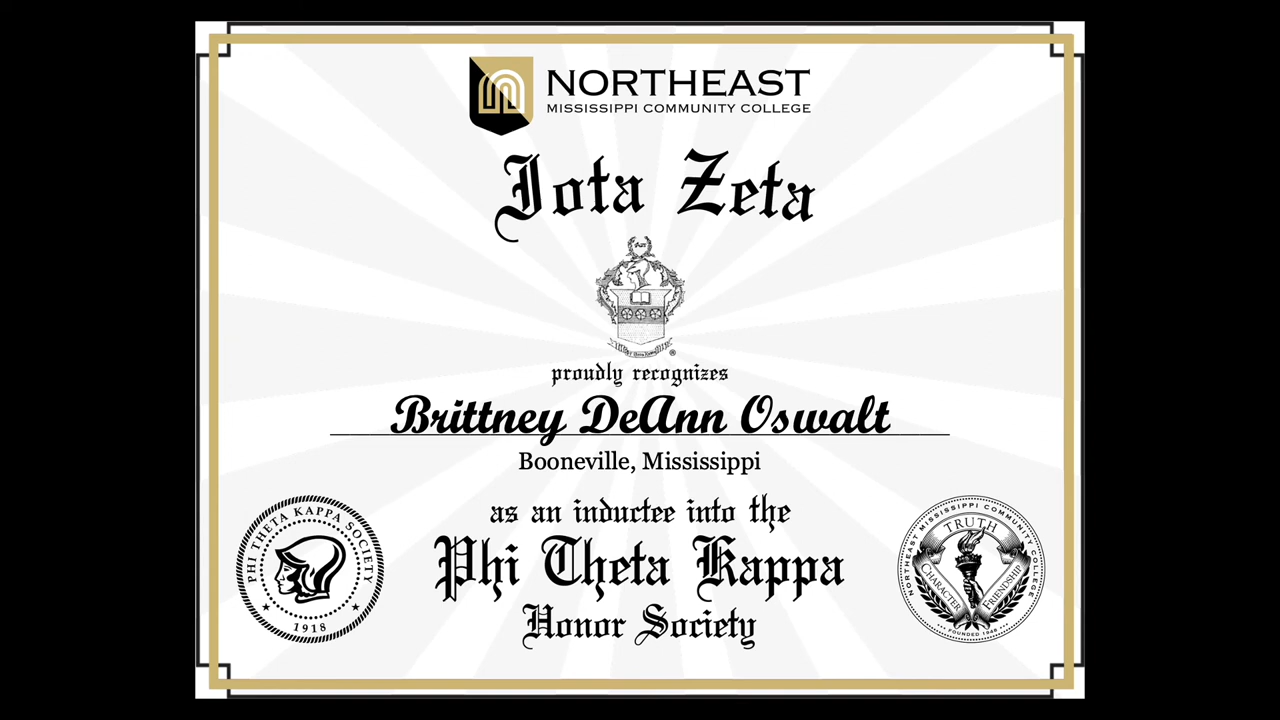 NORTHEAST
MISSISSIPPI COMMUNITY COLLEGE
Iota Zeta
proudly recognizes
Brittney DeAnn Oswalt
Booneville, Mississippi
as an inductee into the
Phi Theta Kappa
Honor Society
PHI THETA KAPPA SOCIETY
1918
NORTHEAST MISSISSIPPI COMMUNITY COLLEGE
TRUTH
CHARACTER
FRIENDSHIP
FOUNDED 1948